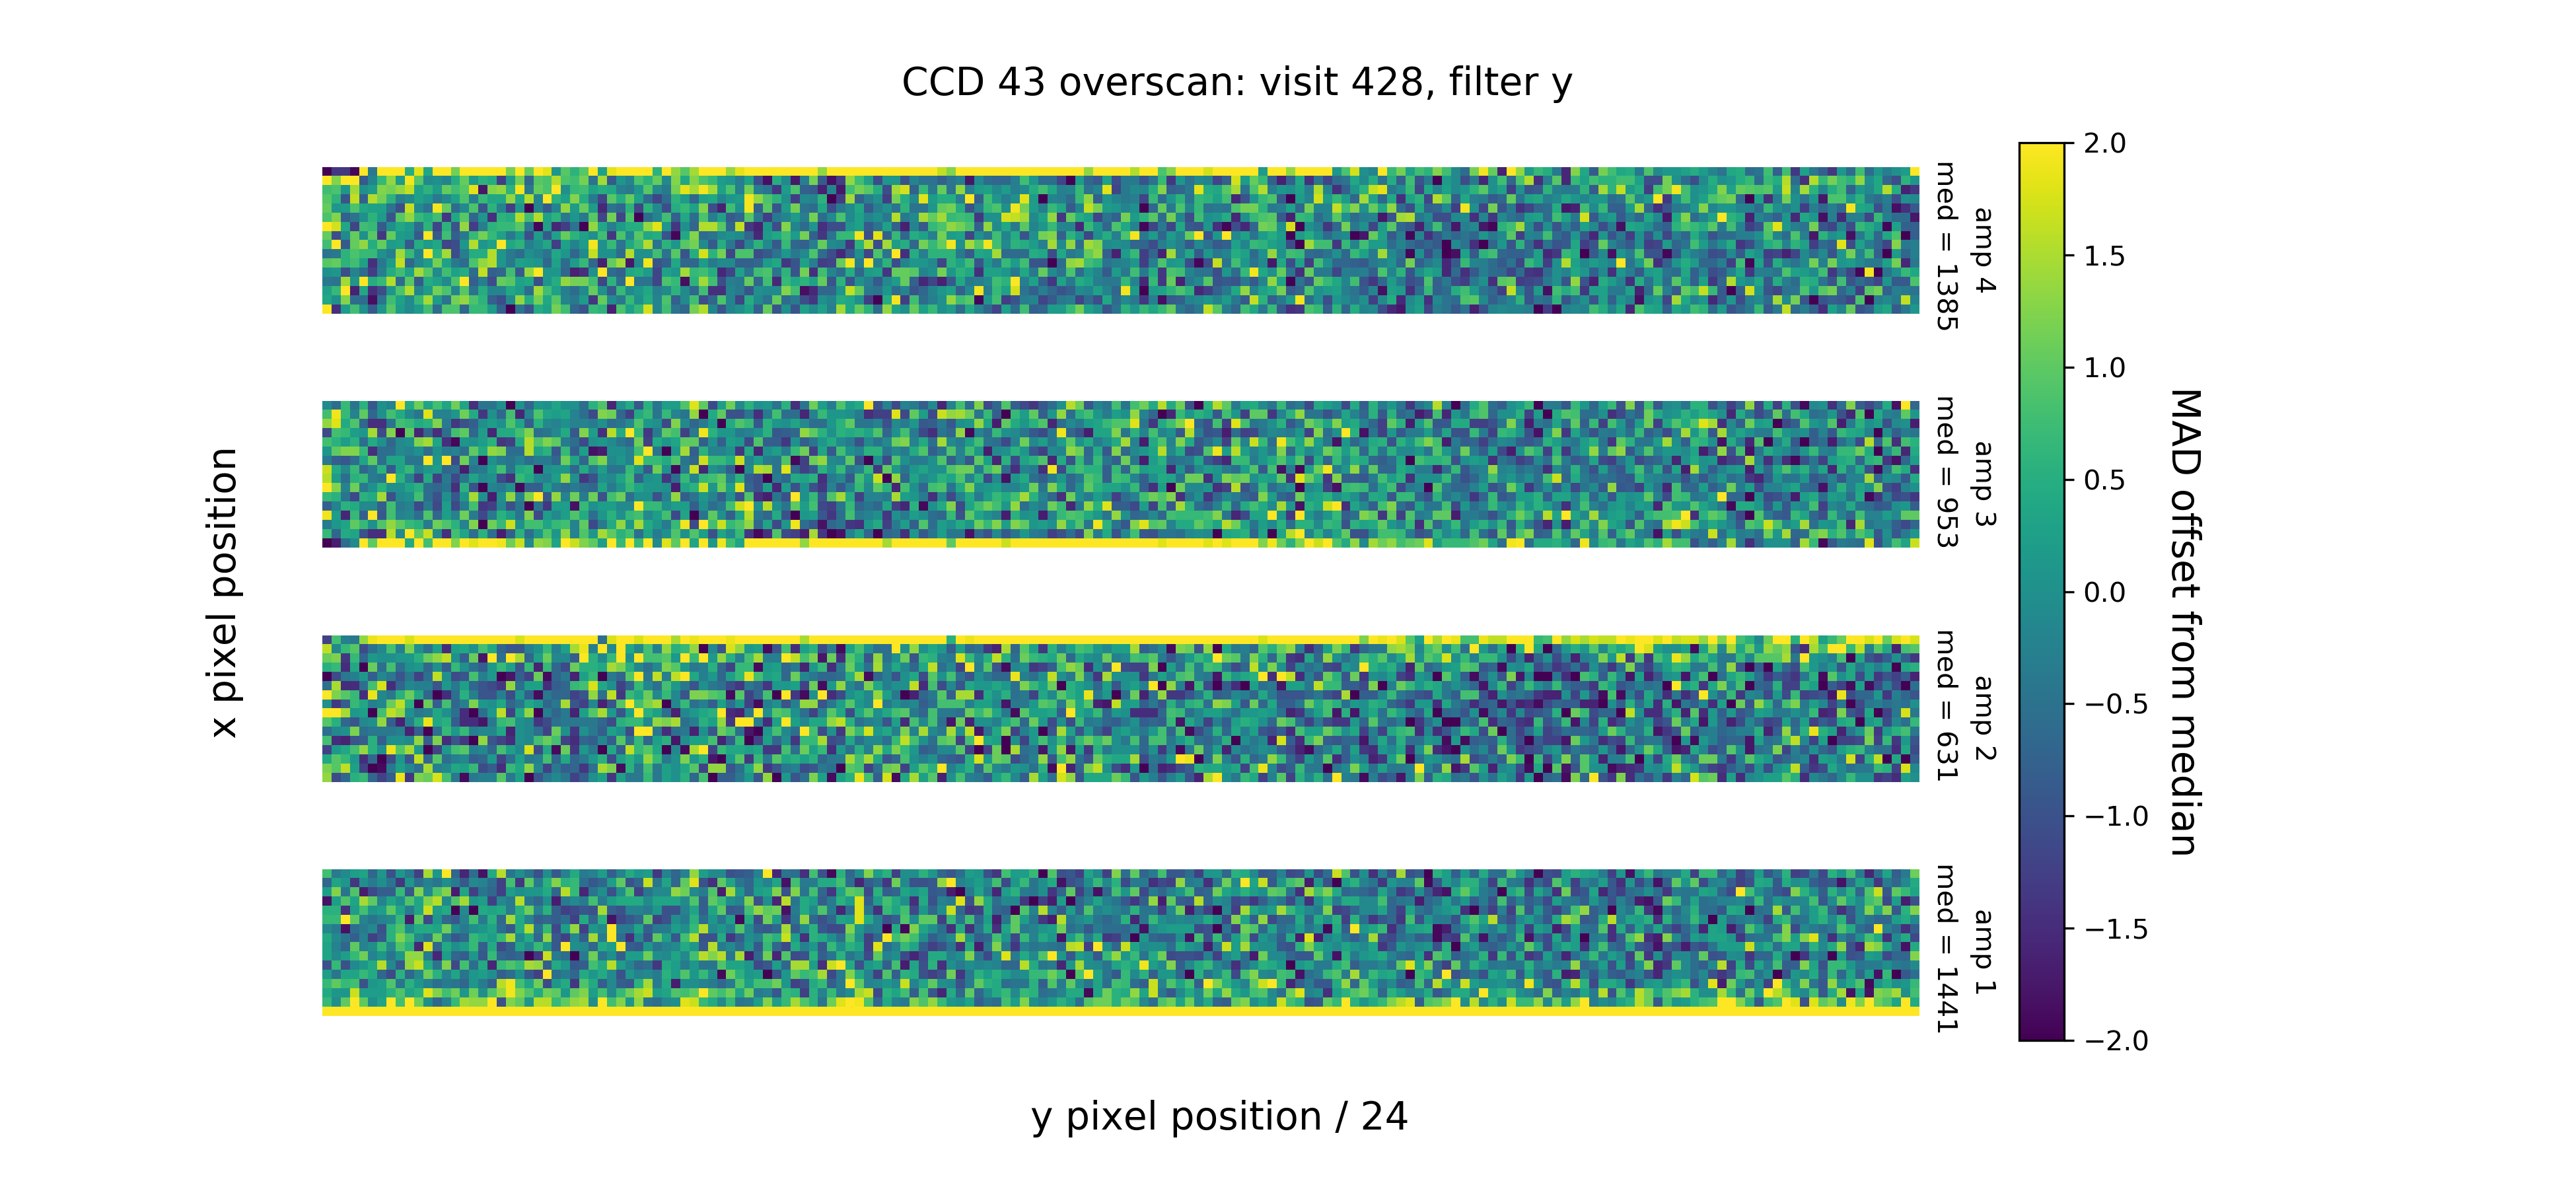 CCD 43 overscan: visit 428, filter y
x pixel position
amp 4
med = 1385
amp 3
med = 953
amp 2
med = 631
amp 1
med = 1441
2.0
1.5
1.0
0.5
0.0
−0.5
−1.0
−1.5
−2.0
MAD offset from median
y pixel position / 24